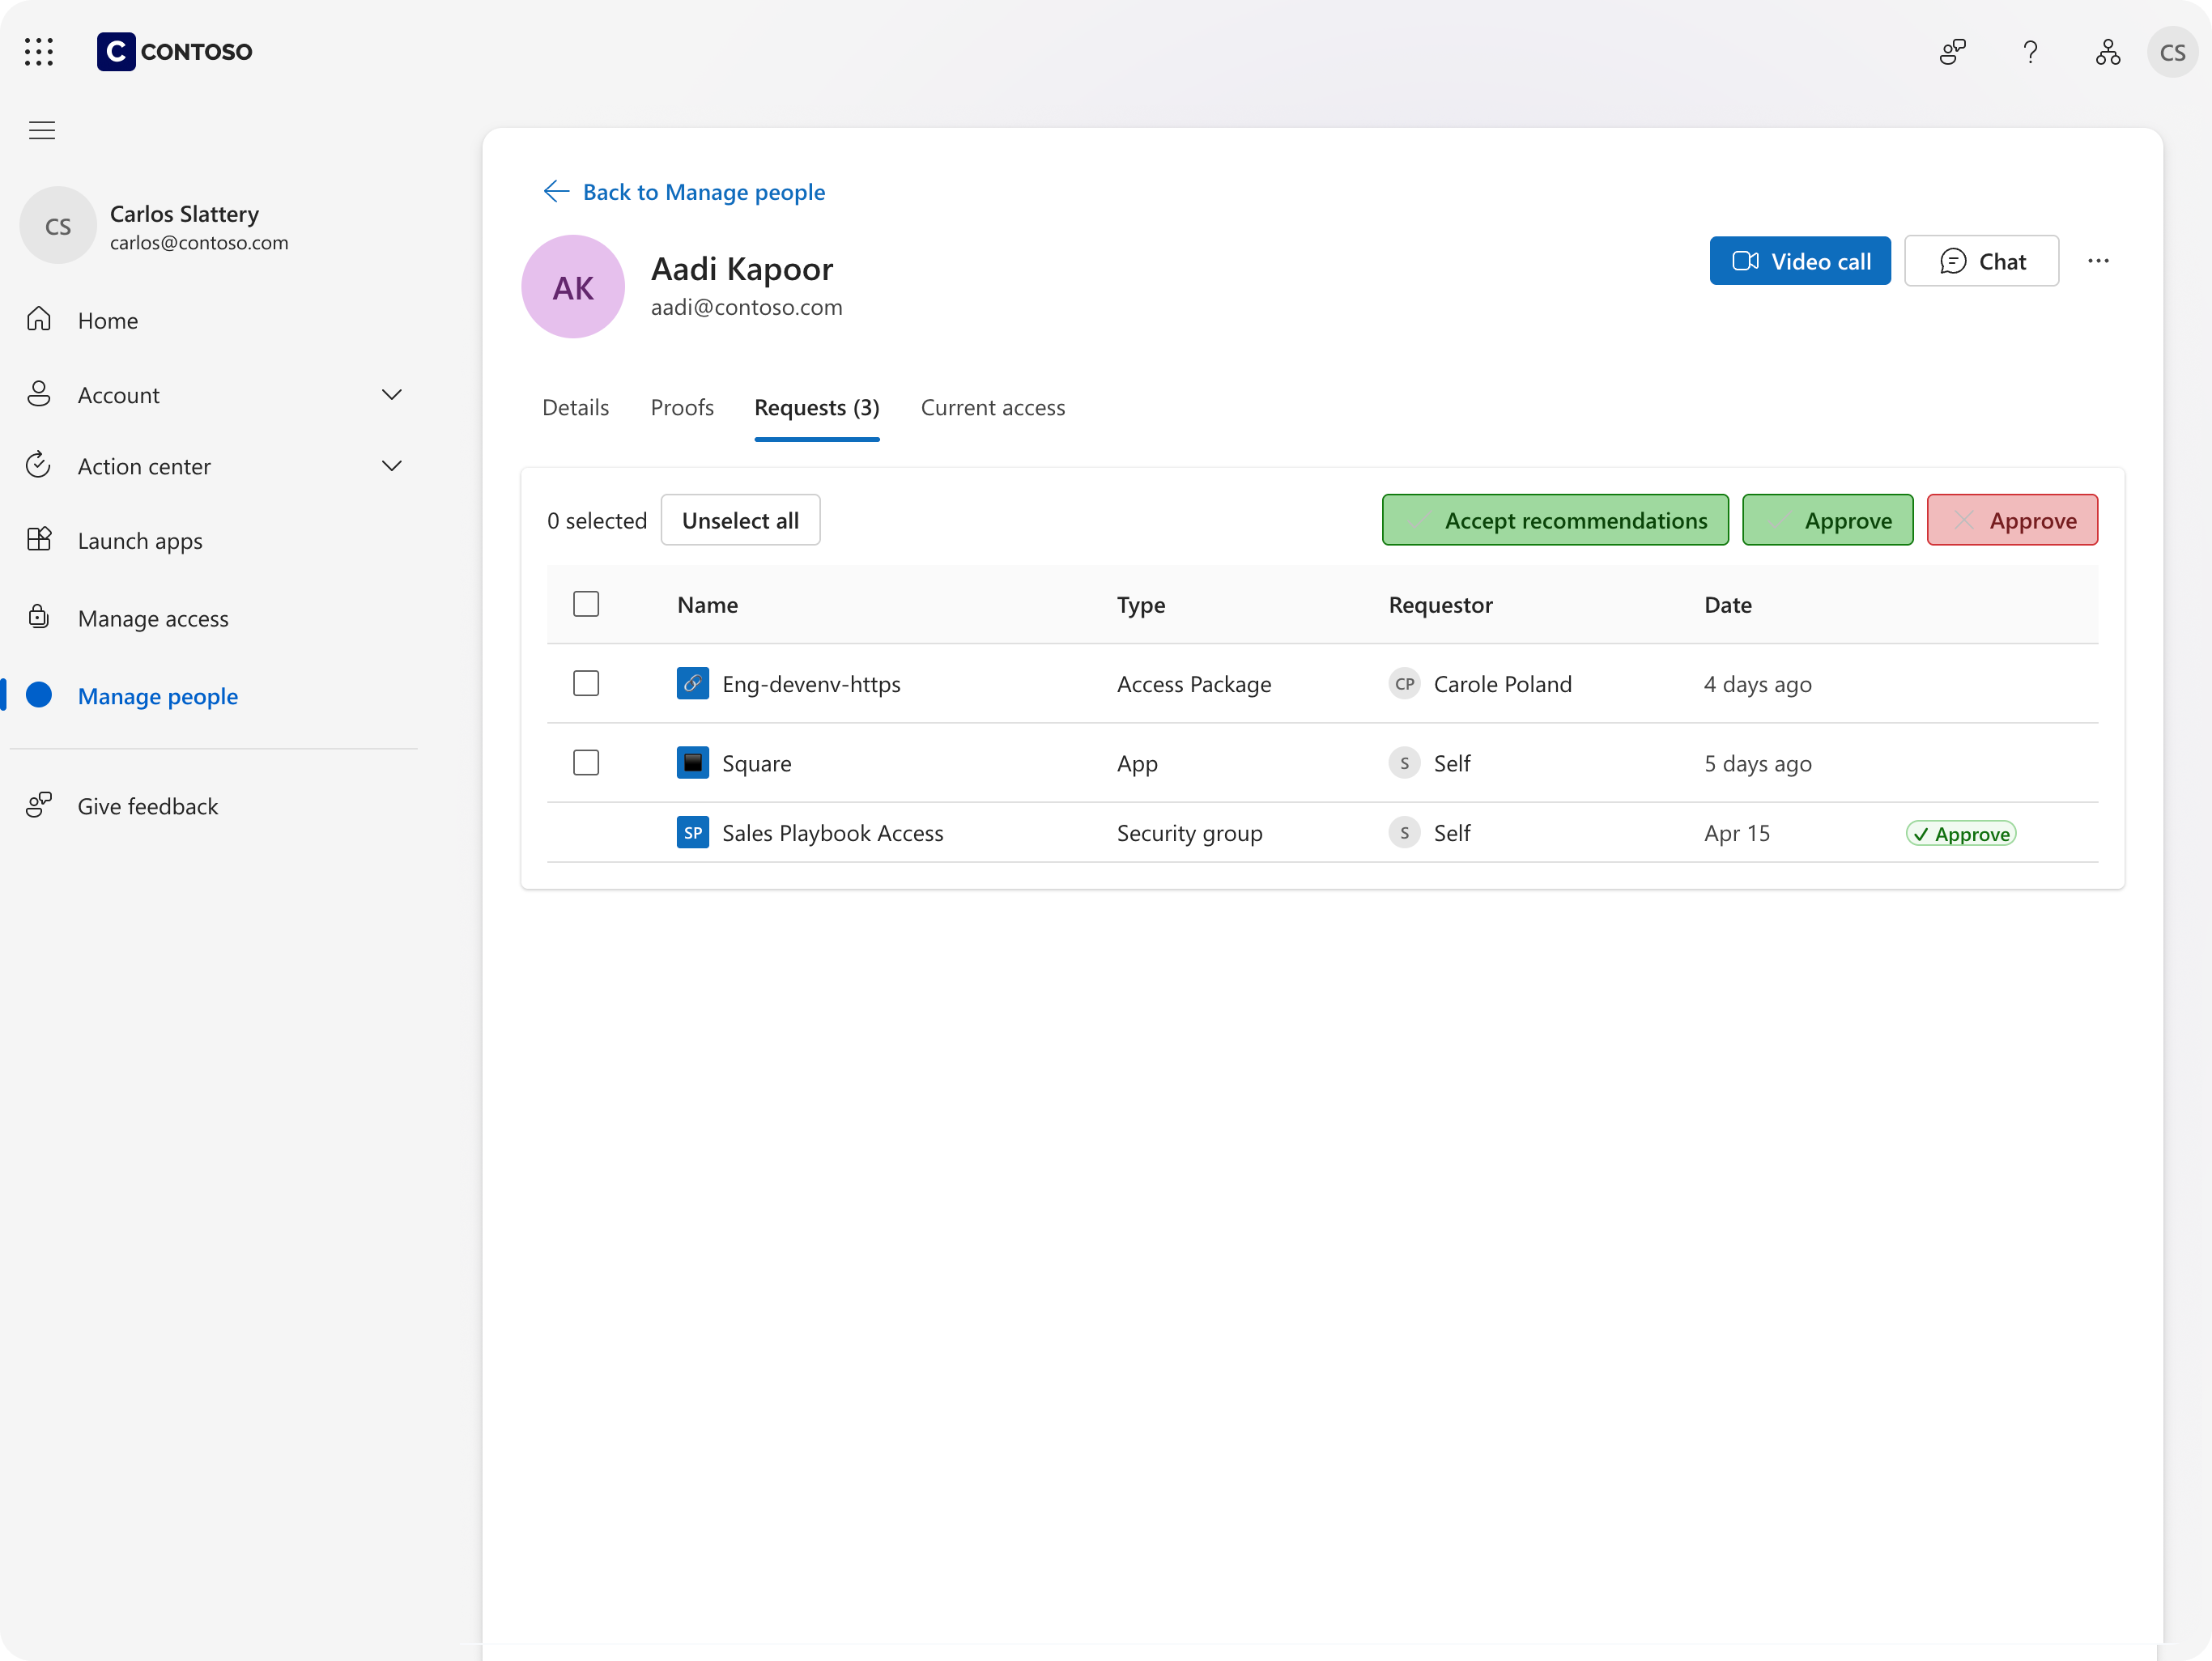 C CONTOSO
CS
CS
Carlos Slattery
carlos@contoso.com
Home
Account
Action center
Launch apps
Manage access
Manage people
Give feedback
Back to Manage people
AK
Aadi Kapoor
aadi@contoso.com
Video call
Chat
Details Proofs Requests (3) Current access
0 selected Unselect all Accept recommendations Approve Approve
Name Type Requestor Date
Eng-devenv-https Access Package CP Carole Poland 4 days ago
Square App S Self 5 days ago
SP Sales Playbook Access Security group S Self Apr 15 Approve